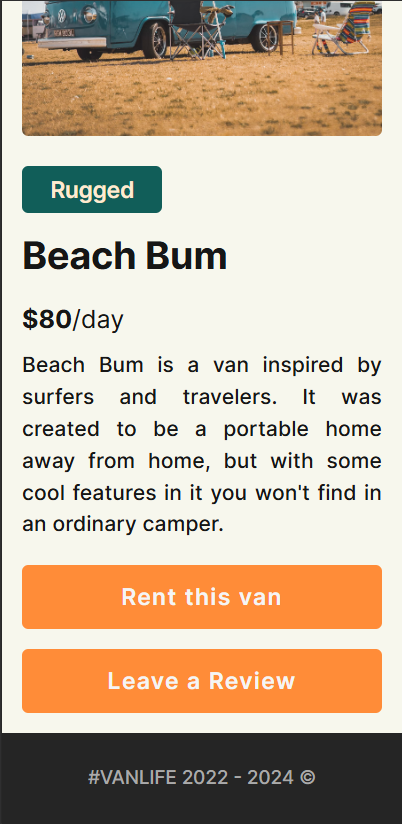 Rugged
Beach Bum
$80/day
Beach Bum is a van inspired by
surfers and travelers. It was
created to be a portable home
away from home, but with some
cool features in it you won't find in
an ordinary camper.
Rent this van
Leave a Review
#VANLIFE 2022 - 2024 ©